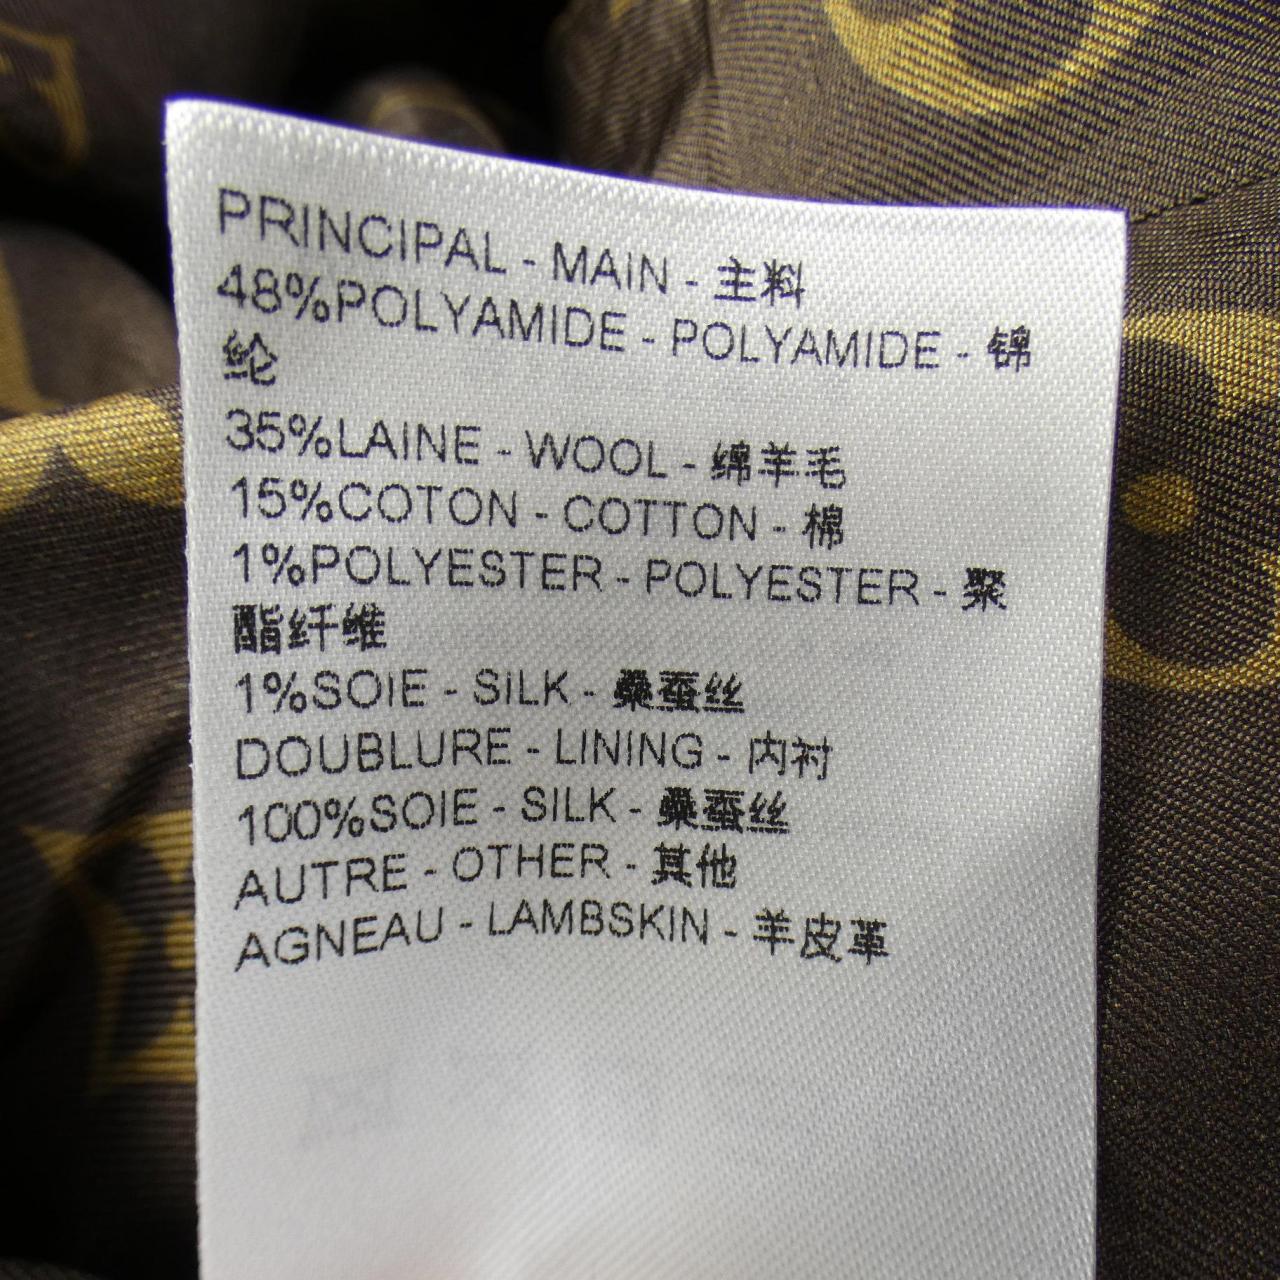 PRINCIPAL - MAIN - 主料
48%POLYAMIDE - POLYAMIDE - 锦
纶
35%LAINE - WOOL - 绵羊毛
15%COTON - COTTON - 棉
1%POLYESTER - POLYESTER - 聚
酯纤维
1%SOIE - SILK - 桑蚕丝
DOUBLURE - LINING - 内衬
100%SOIE - SILK - 桑蚕丝
AUTRE - OTHER - 其他
AGNEAU - LAMBSKIN - 羊皮革